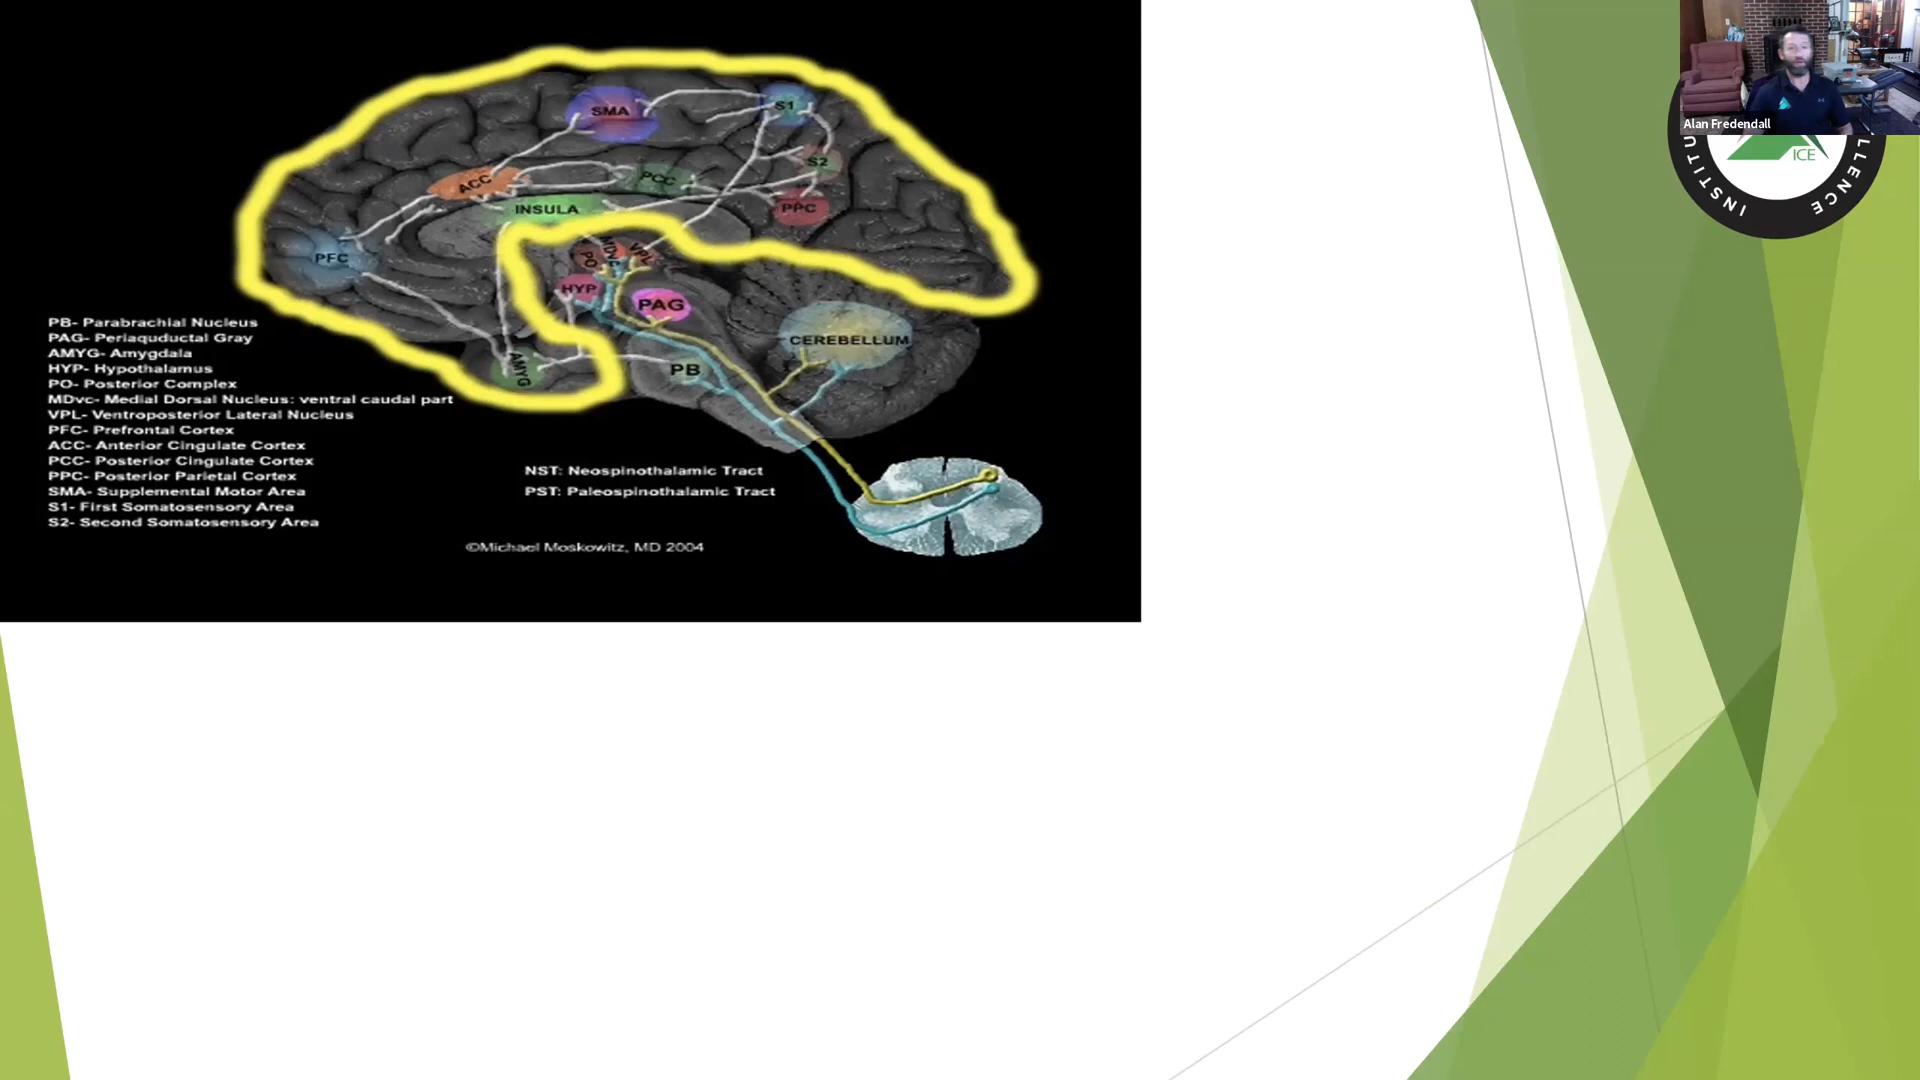 SMA
S1
S2
ACC
PCC
PPC
INSULA
PFC
MDvc
VPL
PO
HYP
PAG
CEREBELLUM
AMYG
PB
PB- Parabrachial Nucleus
PAG- Periaquductal Gray
AMYG- Amygdala
HYP- Hypothalamus
PO- Posterior Complex
MDvc- Medial Dorsal Nucleus: ventral caudal part
VPL- Ventroposterior Lateral Nucleus
PFC- Prefrontal Cortex
ACC- Anterior Cingulate Cortex
PCC- Posterior Cingulate Cortex
PPC- Posterior Parietal Cortex
SMA- Supplemental Motor Area
S1- First Somatosensory Area
S2- Second Somatosensory Area
NST: Neospinothalamic Tract
PST: Paleospinothalamic Tract
©Michael Moskowitz, MD 2004
Alan Fredendall
ICE
INSTITU
LLENCE